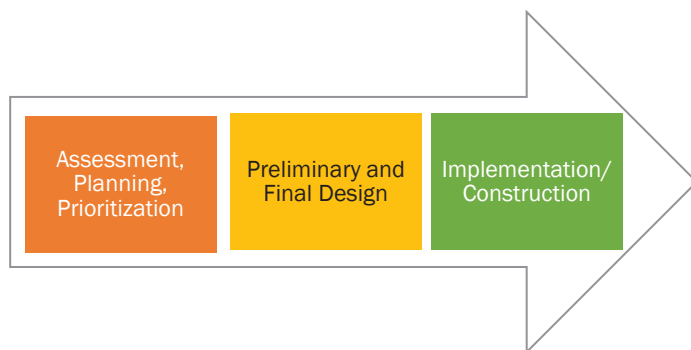 Assessment,
Planning,
Prioritization
Preliminary and
Final Design
Implementation/
Construction